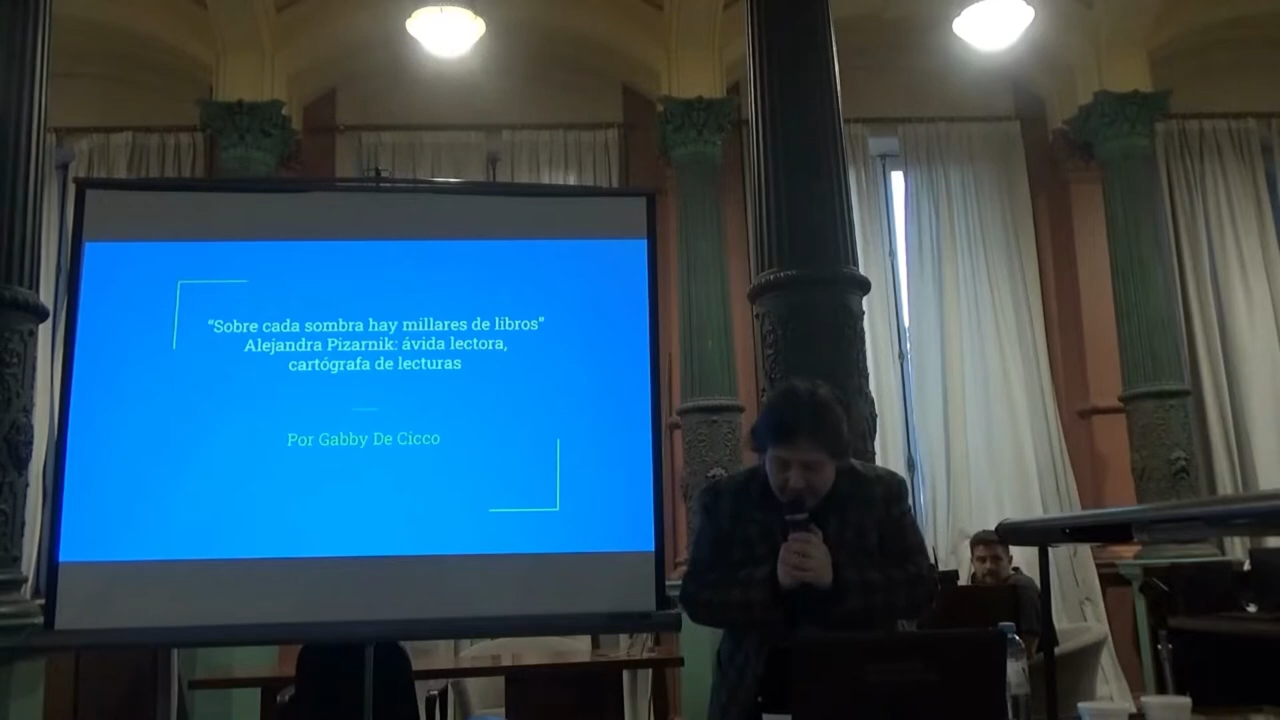 “Sobre cada sombra hay millares de libros”
Alejandra Pizarnik: ávida lectora,
cartógrafa de lecturas
Por Gabby De Cicco